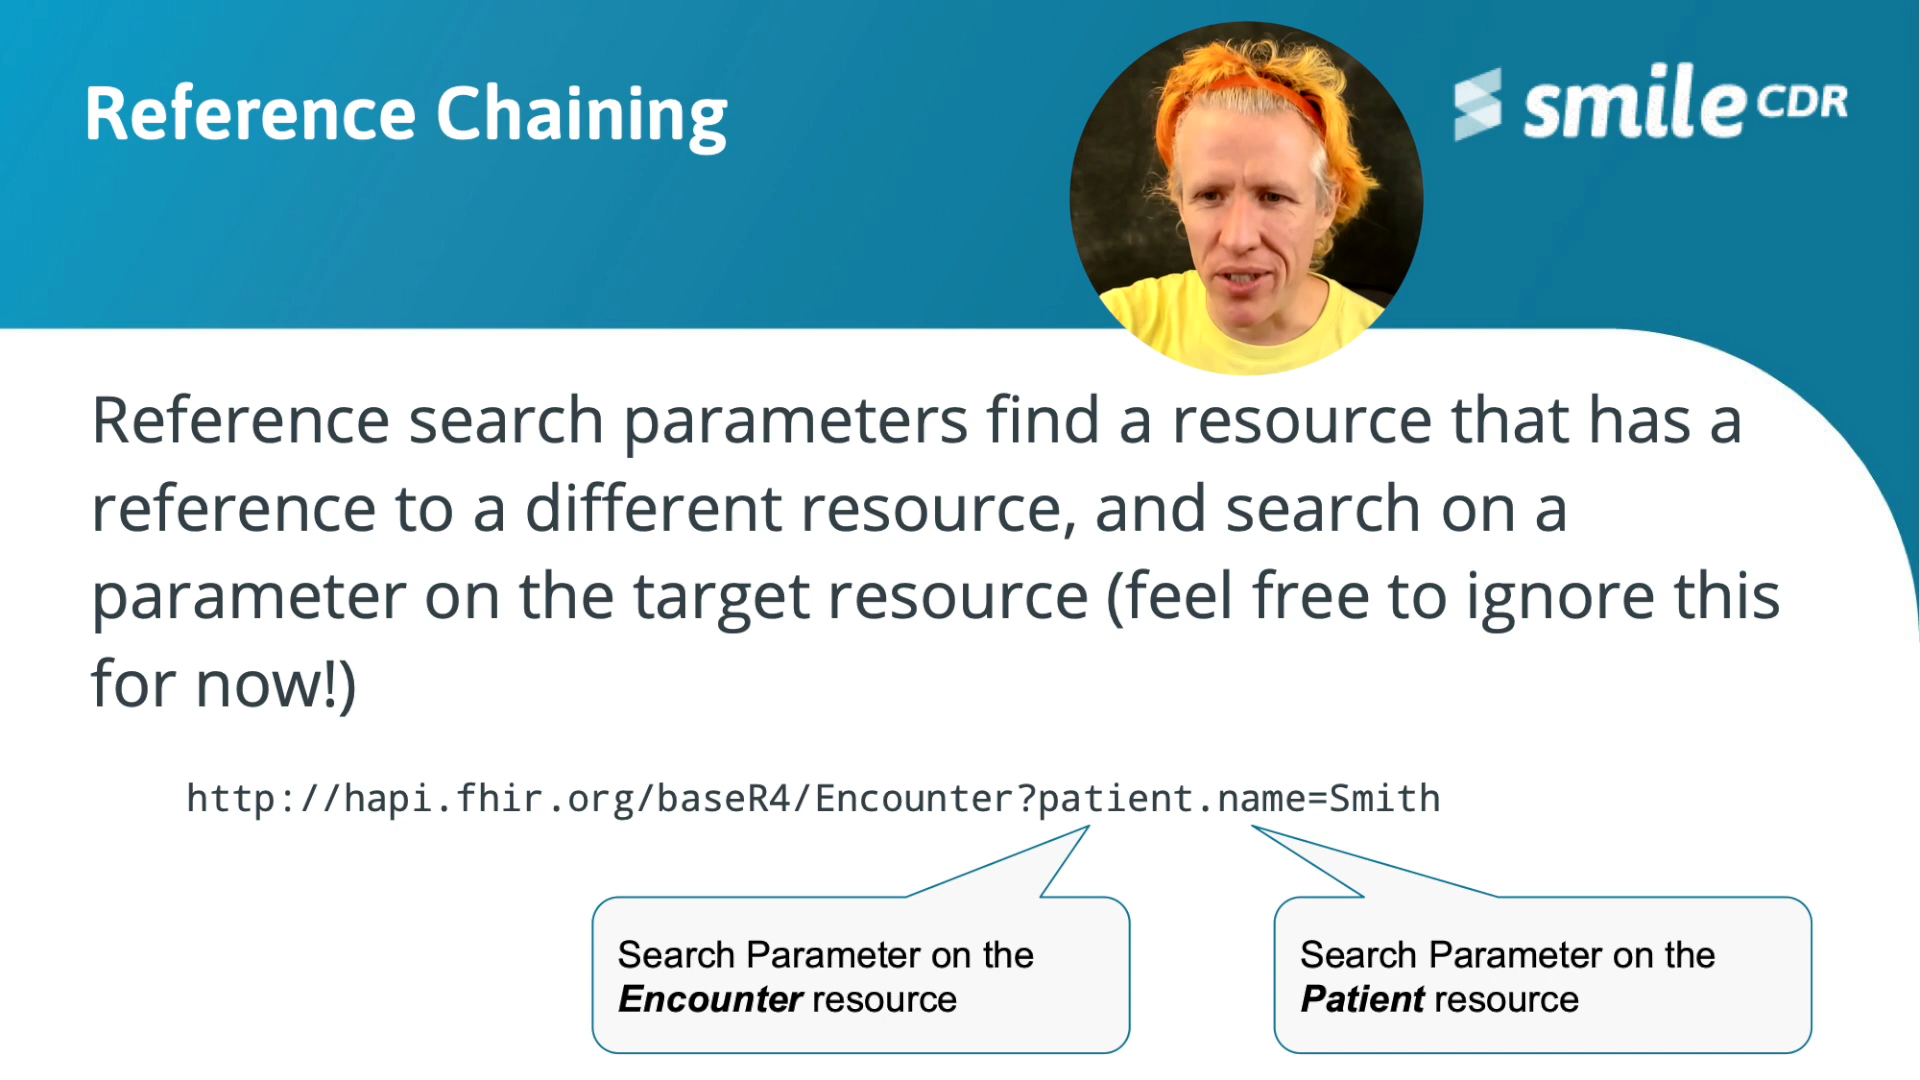 Reference Chaining
smile CDR
Reference search parameters find a resource that has a
reference to a different resource, and search on a
parameter on the target resource (feel free to ignore this
for now!)
http://hapi.fhir.org/baseR4/Encounter?patient.name=Smith
Search Parameter on the
Encounter resource
Search Parameter on the
Patient resource